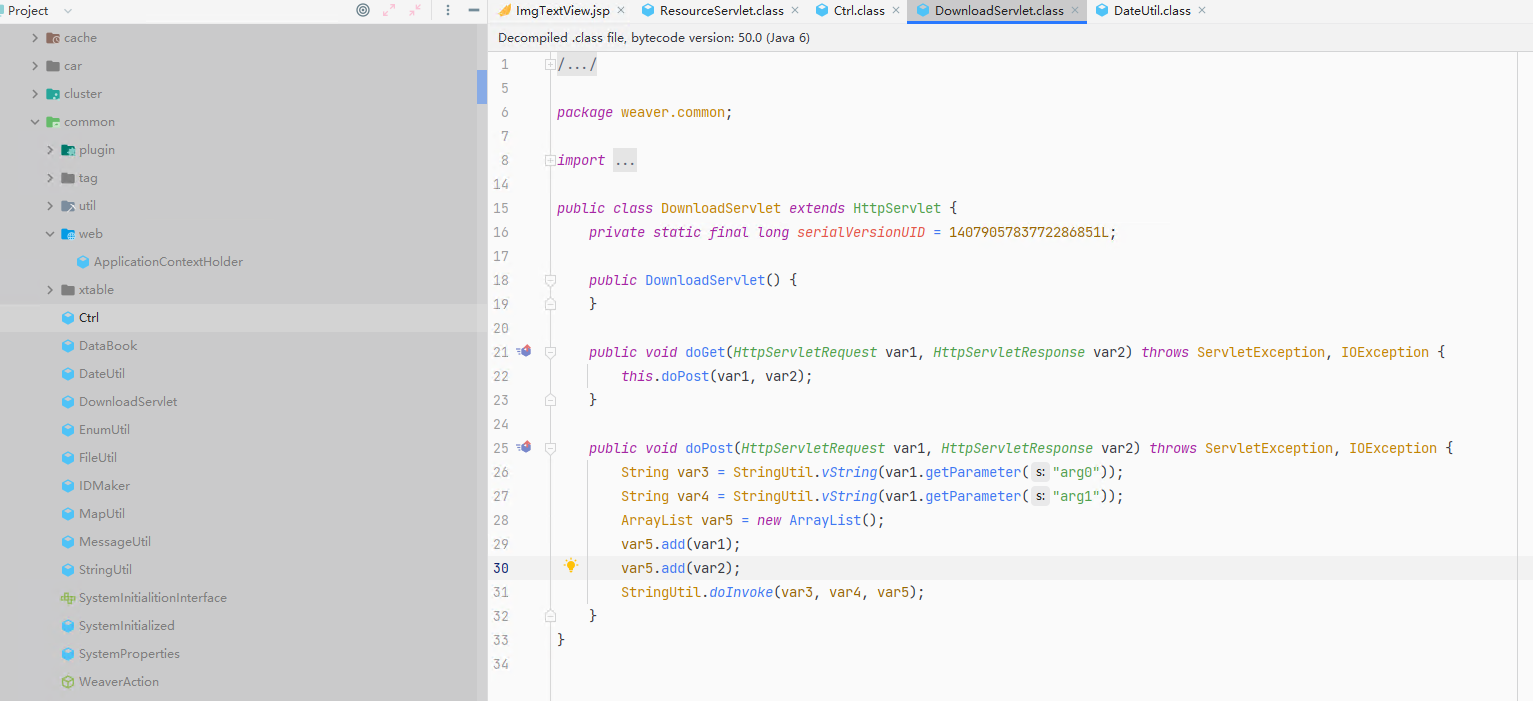 Project
cache
car
cluster
common
plugin
tag
util
web
ApplicationContextHolder
xtable
Ctrl
DataBook
DateUtil
DownloadServlet
EnumUtil
FileUtil
IDMaker
MapUtil
MessageUtil
StringUtil
SystemInitialitionInterface
SystemInitialized
SystemProperties
WeaverAction
ImgTextView.jsp ResourceServlet.class Ctrl.class DownloadServlet.class DateUtil.class
Decompiled .class file, bytecode version: 50.0 (Java 6)
1 /.../
5
6 package weaver.common;
7
8 import ...
14
15 public class DownloadServlet extends HttpServlet {
16 private static final long serialVersionUID = 1407905783772286851L;
17
18 public DownloadServlet() {
19 }
20
21 public void doGet(HttpServletRequest var1, HttpServletResponse var2) throws ServletException, IOException {
22 this.doPost(var1, var2);
23 }
24
25 public void doPost(HttpServletRequest var1, HttpServletResponse var2) throws ServletException, IOException {
26 String var3 = StringUtil.vString(var1.getParameter( s: "arg0"));
27 String var4 = StringUtil.vString(var1.getParameter( s: "arg1"));
28 ArrayList var5 = new ArrayList();
29 var5.add(var1);
30 var5.add(var2);
31 StringUtil.doInvoke(var3, var4, var5);
32 }
33 }
34